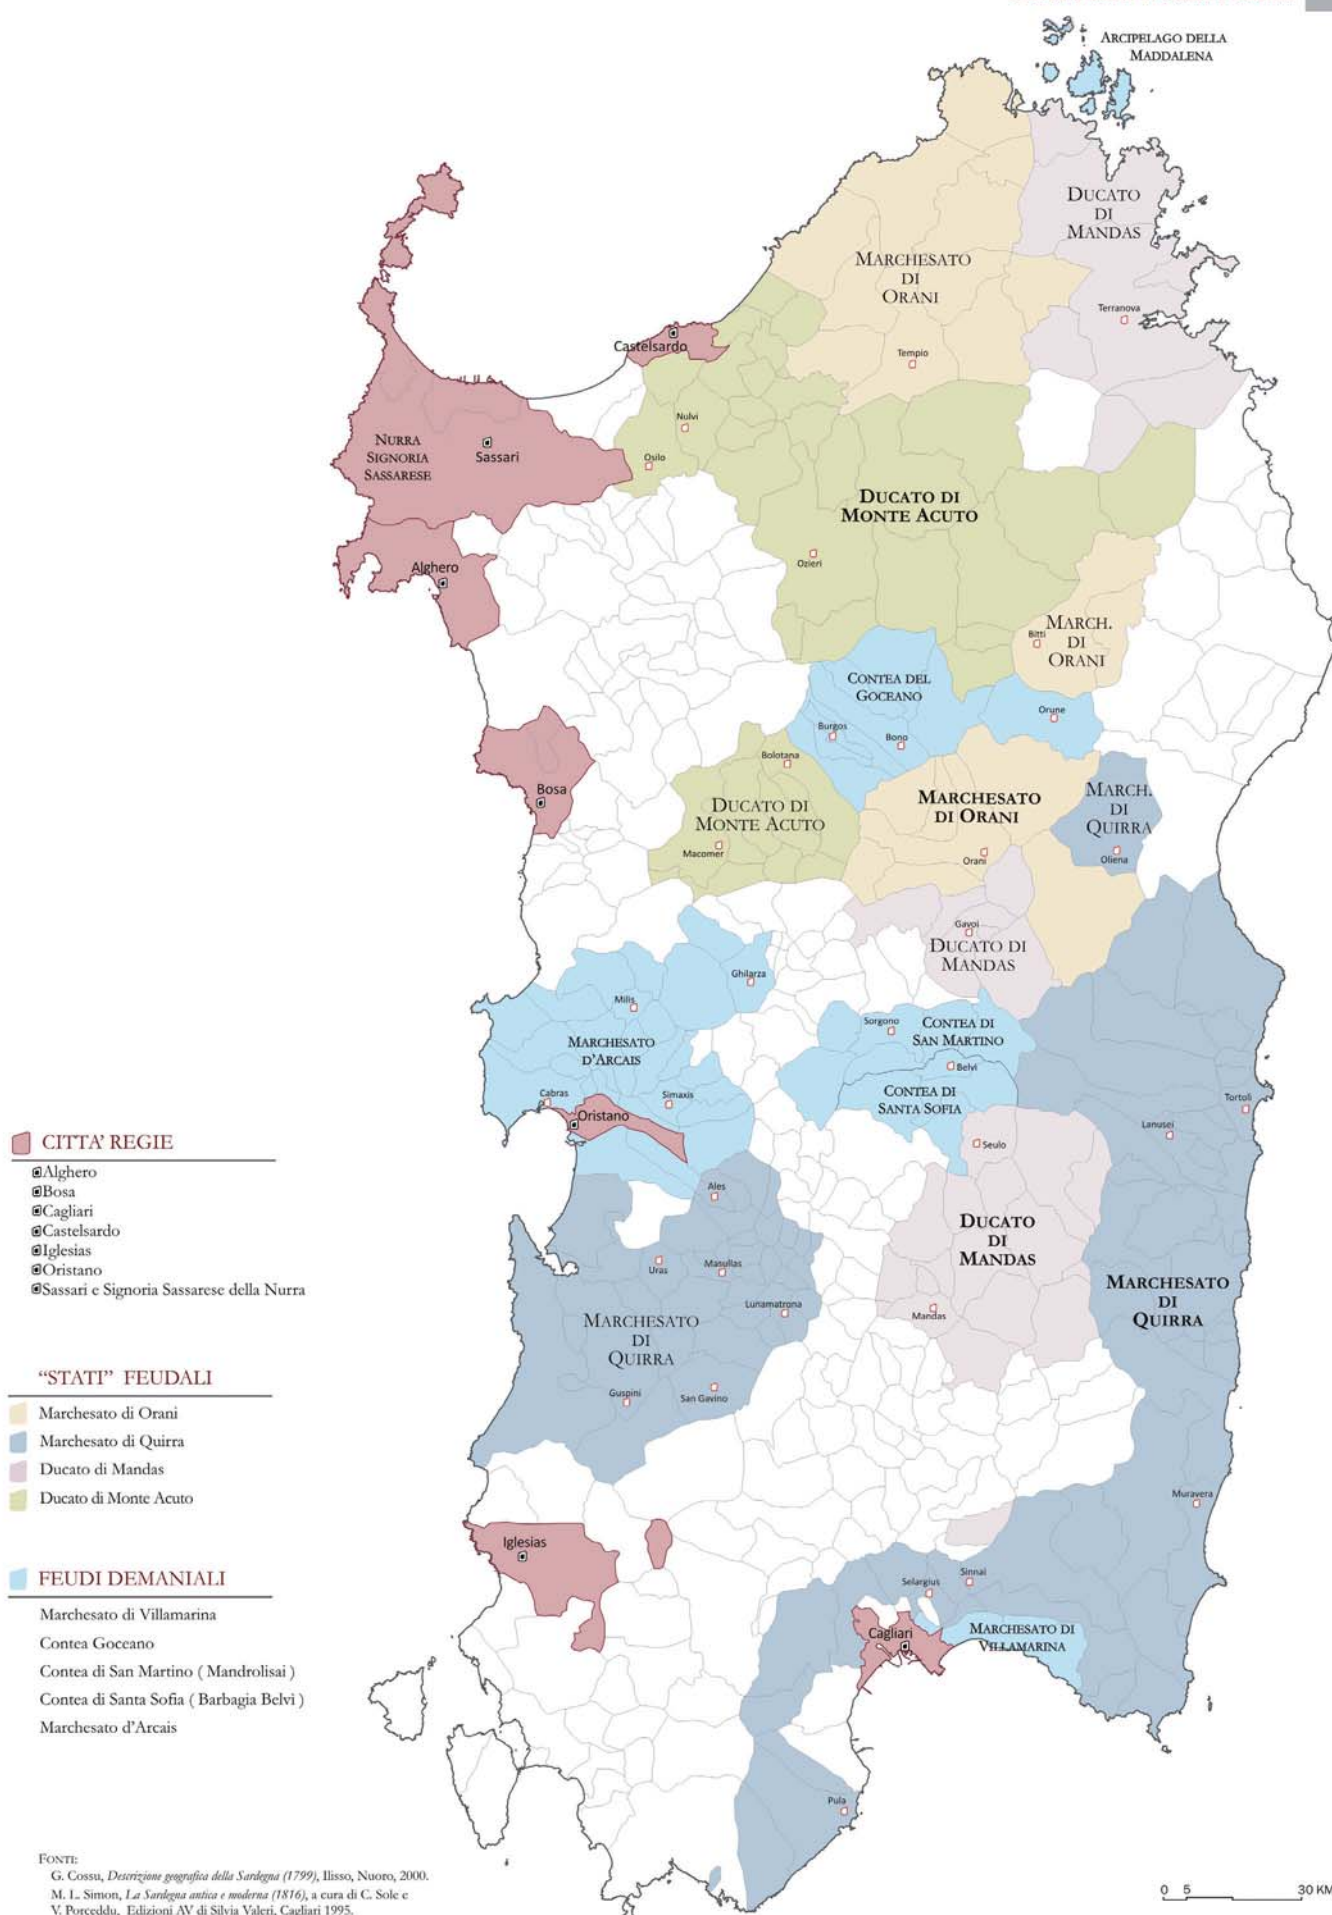 ARCIPELAGO DELLA
MADDALENA
DUCATO
DI
MANDAS
MARCHESATO
DI
ORANI
Terranova
Castelsardo
Tempio
Nulvi
NURRA
SIGNORIA
SASSARESE
Sassari
Osilo
DUCATO DI
MONTE ACUTO
Ozieri
Alghero
MARCH.
DI
ORANI
Bitti
CONTEA DEL
GOCEANO
Orune
Burgos
Bono
Bolotana
Bosa
DUCATO DI
MONTE ACUTO
Macomer
MARCHESATO
DI ORANI
Orani
MARCH.
DI
QUIRRA
Oliena
Gavoi
DUCATO DI
MANDAS
Ghilarza
Milis
MARCHESATO
D'ARCAIS
Sorgono
CONTEA DI
SAN MARTINO
Belvi
CONTEA DI
SANTA SOFIA
Cabras
Simaxis
Oristano
Tortolì
Lanusei
Seulo
Ales
DUCATO
DI
MANDAS
Uras
Masullas
Lunamatrona
Mandas
MARCHESATO
DI
QUIRRA
MARCHESATO
DI
QUIRRA
Guspini
San Gavino
Muravera
Iglesias
Selargius
Sinnai
Cagliari
MARCHESATO DI
VILLAMARINA
Pula
CITTA' REGIE
Alghero
Bosa
Cagliari
Castelsardo
Iglesias
Oristano
Sassari e Signoria Sassarese della Nurra
“STATI” FEUDALI
Marchesato di Orani
Marchesato di Quirra
Ducato di Mandas
Ducato di Monte Acuto
FEUDI DEMANIALI
Marchesato di Villamarina
Contea Goceano
Contea di San Martino ( Mandrolisai )
Contea di Santa Sofia ( Barbagia Belvì )
Marchesato d'Arcais
FONTI:
G. Cossu, Descrizione geografica della Sardegna (1799), Ilisso, Nuoro, 2000.
M. L. Simon, La Sardegna antica e moderna (1816), a cura di C. Sole e
V. Porceddu, Edizioni AV di Silvia Valeri, Cagliari 1995.
0 5 30 KM